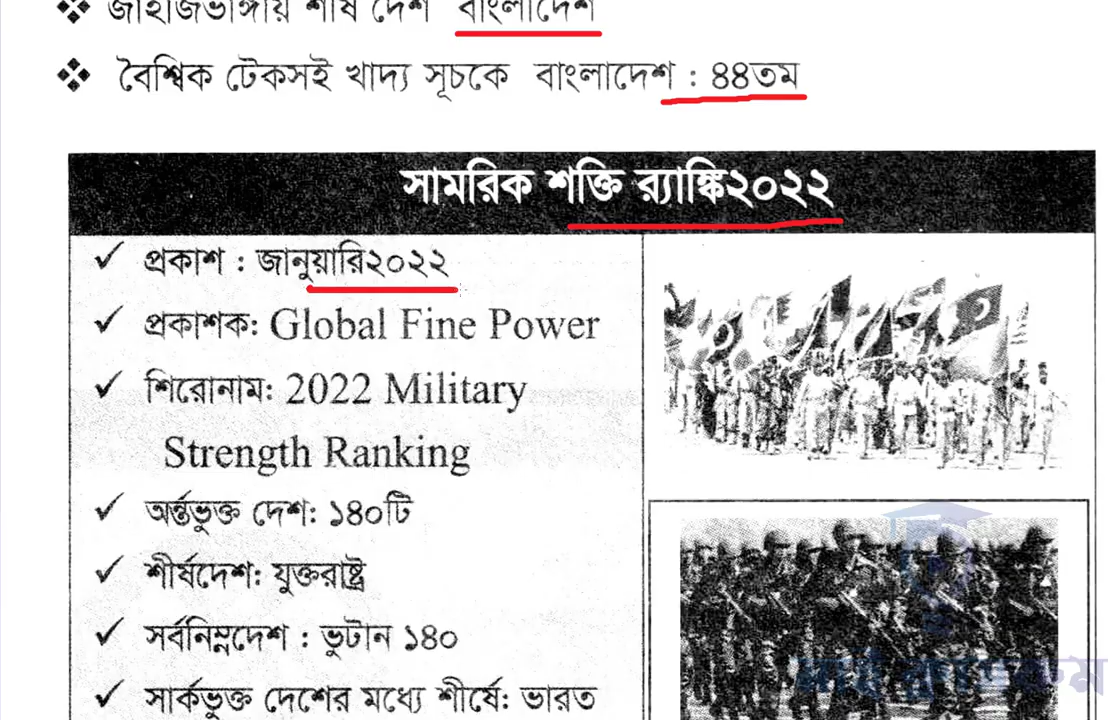 ❖ জাহাজভাঙ্গায় শীর্ষ দেশ বাংলাদেশ
❖ বৈশ্বিক টেকসই খাদ্য সূচকে বাংলাদেশ : ৪৪তম
সামরিক শক্তি র‍্যাঙ্কি২০২২
✓ প্রকাশ : জানুয়ারি২০২২
✓ প্রকাশক: Global Fine Power
✓ শিরোনাম: 2022 Military
Strength Ranking
✓ অর্ন্তভুক্ত দেশ: ১৪০টি
✓ শীর্ষদেশ: যুক্তরাষ্ট্র
✓ সর্বনিম্নদেশ : ভুটান ১৪০
✓ সার্কভুক্ত দেশের মধ্যে শীর্ষে: ভারত